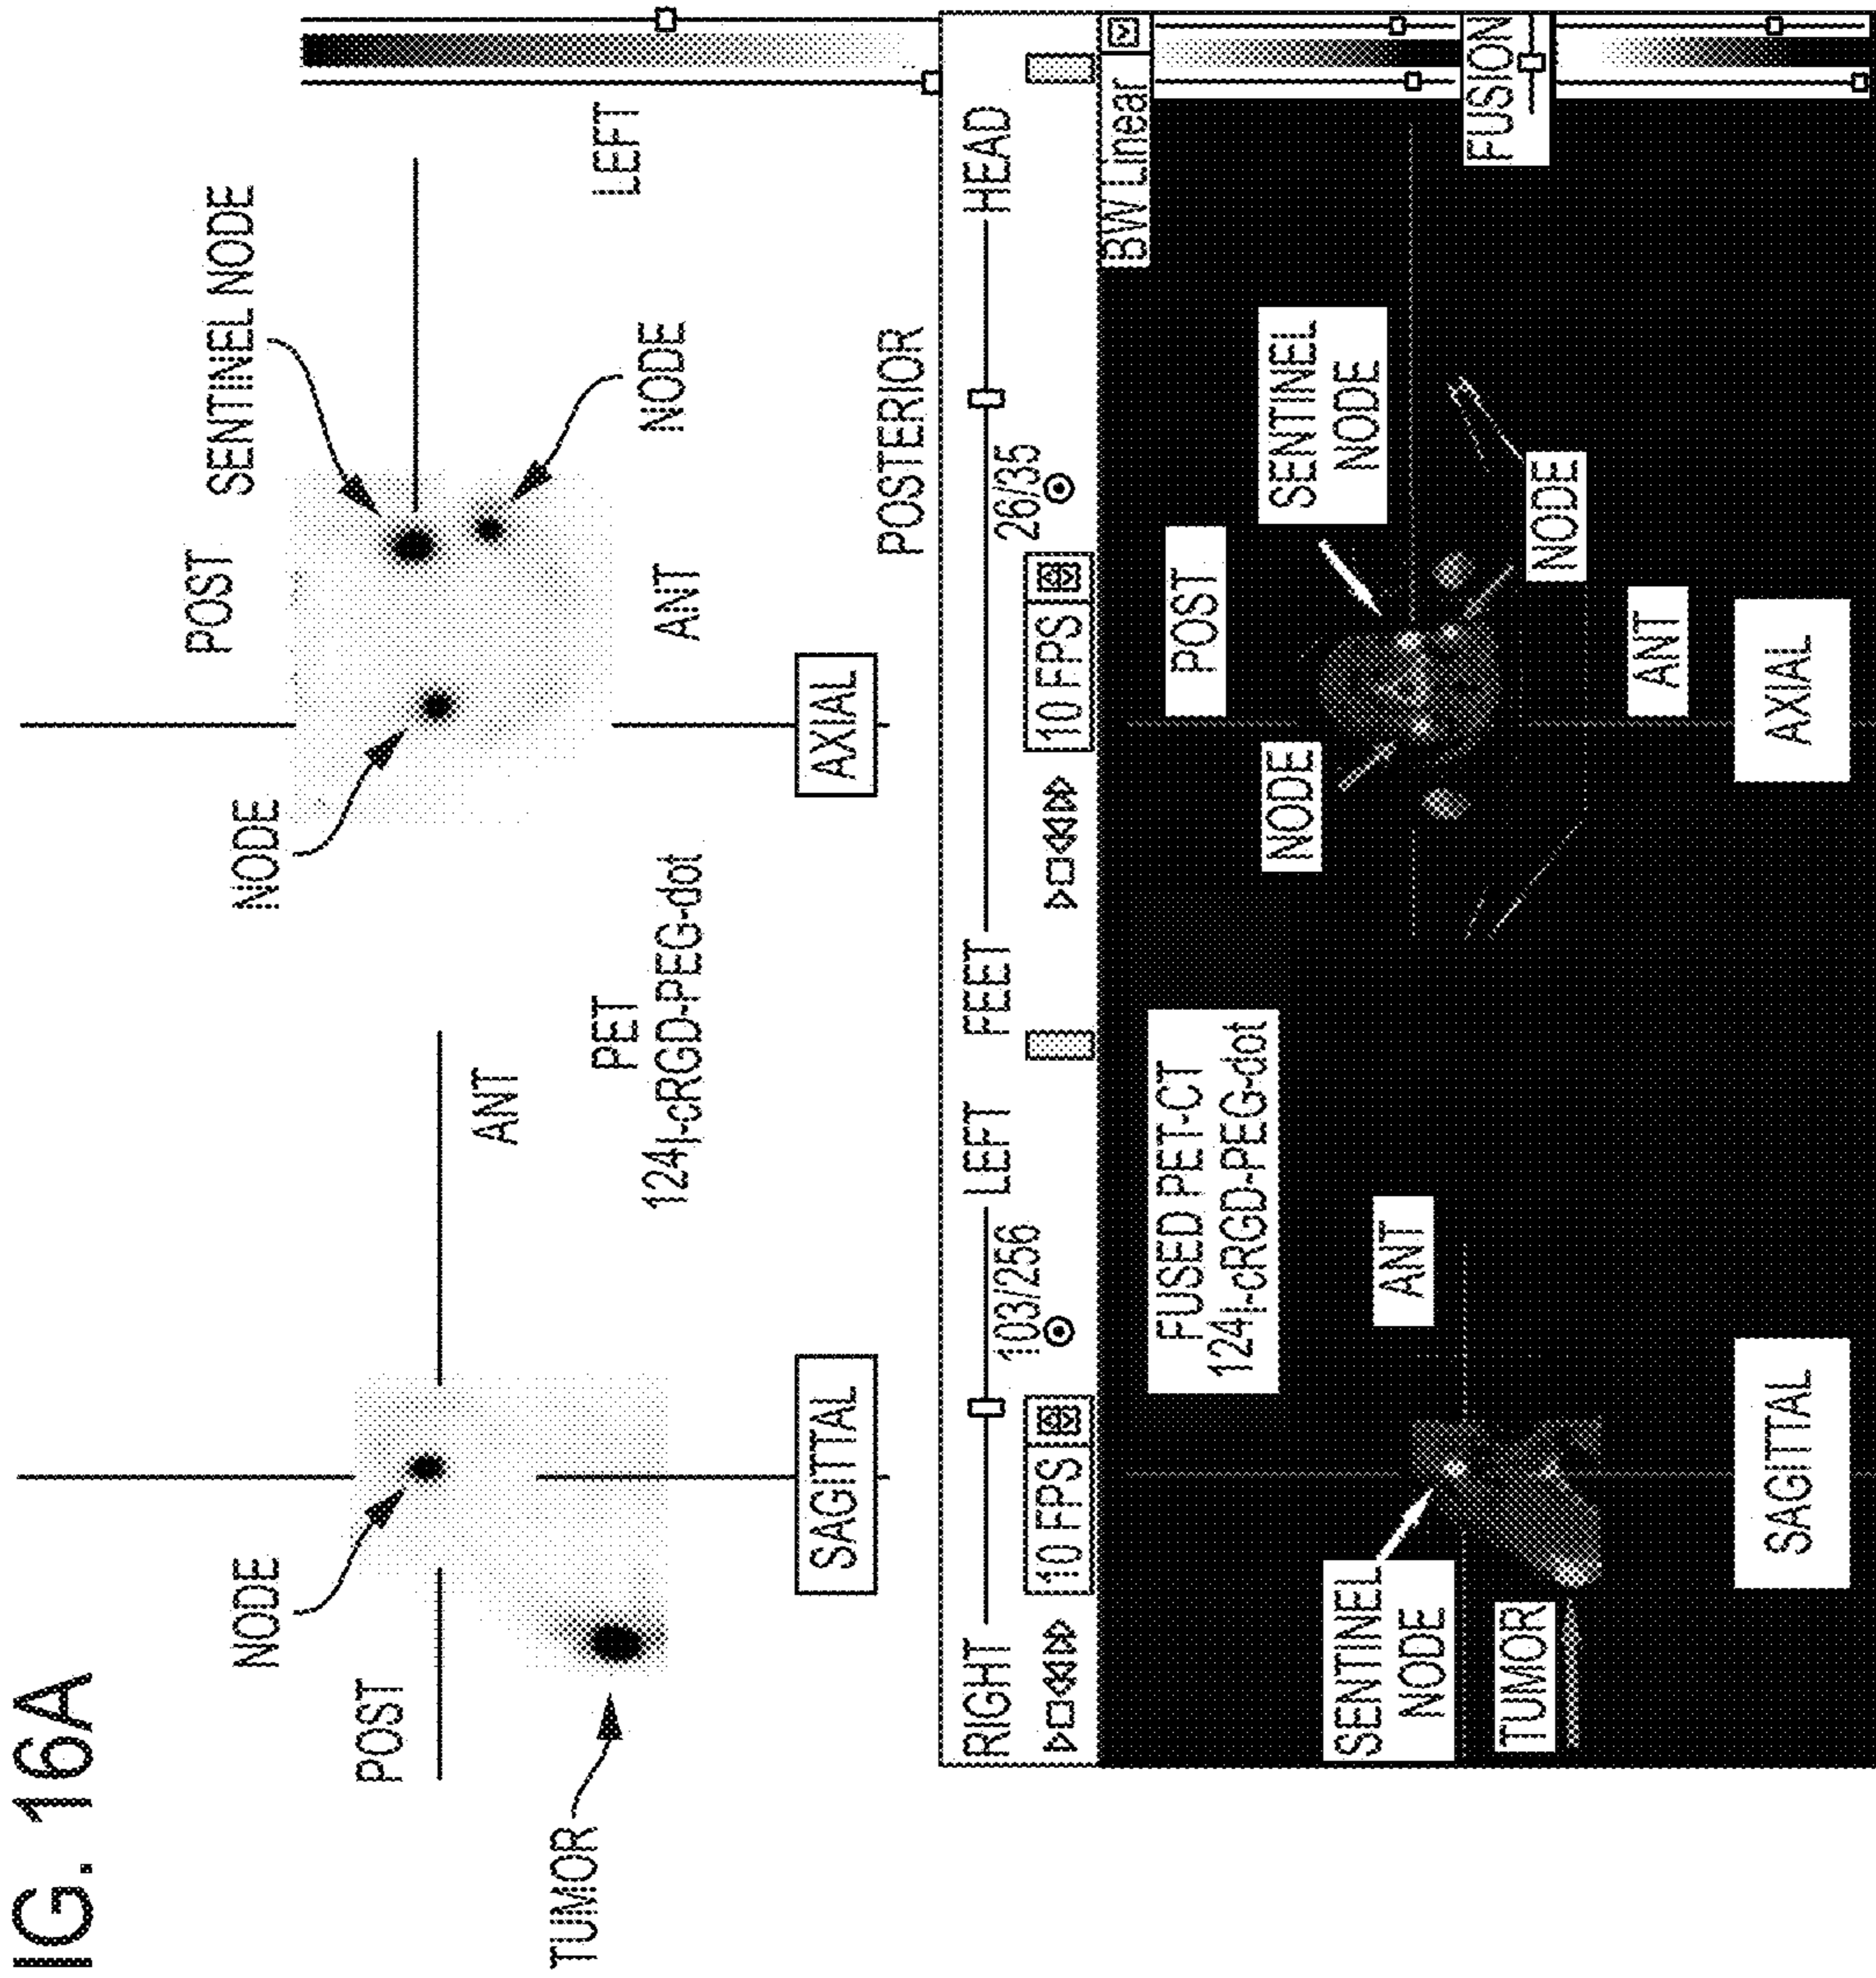 IG. 16A
NODE
POST
TUMOR
ANT
SAGITTAL
PET
124I-cRGD-PEG-dot
POST
NODE
SENTINEL NODE
NODE
LEFT
ANT
AXIAL
POSTERIOR
RIGHT
LEFT
FEET
HEAD
103/256
26/35
10 FPS
10 FPS
BW Linear
FUSED PET-CT
124I-cRGD-PEG-dot
SENTINEL
NODE
ANT
TUMOR
SAGITTAL
POST
SENTINEL
NODE
NODE
NODE
ANT
AXIAL
FUSION